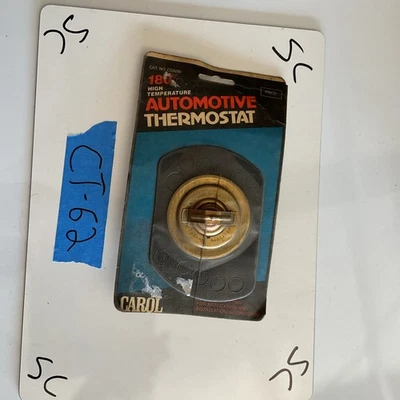 SC
SC
180°
HIGH
TEMPERATURE
AUTOMOTIVE
THERMOSTAT
CT-62
CAROL
SC
SC